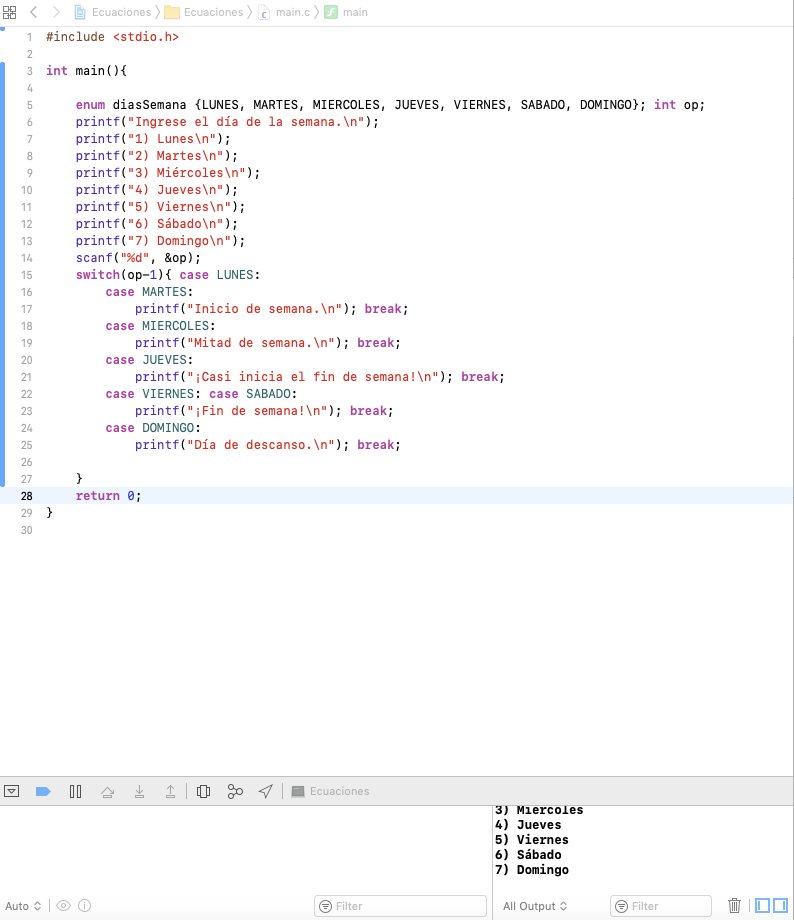 Ecuaciones Ecuaciones main.c main
1 #include <stdio.h>
2
3 int main(){
4
5 enum diasSemana {LUNES, MARTES, MIERCOLES, JUEVES, VIERNES, SABADO, DOMINGO}; int op;
6 printf("Ingrese el día de la semana.\n");
7 printf("1) Lunes\n");
8 printf("2) Martes\n");
9 printf("3) Miércoles\n");
10 printf("4) Jueves\n");
11 printf("5) Viernes\n");
12 printf("6) Sábado\n");
13 printf("7) Domingo\n");
14 scanf("%d", &op);
15 switch(op-1){ case LUNES:
16 case MARTES:
17 printf("Inicio de semana.\n"); break;
18 case MIERCOLES:
19 printf("Mitad de semana.\n"); break;
20 case JUEVES:
21 printf("¡Casi inicia el fin de semana!\n"); break;
22 case VIERNES: case SABADO:
23 printf("¡Fin de semana!\n"); break;
24 case DOMINGO:
25 printf("Día de descanso.\n"); break;
26
27 }
28 return 0;
29 }
30
Ecuaciones
3) Miércoles
4) Jueves
5) Viernes
6) Sábado
7) Domingo
Auto Filter All Output Filter